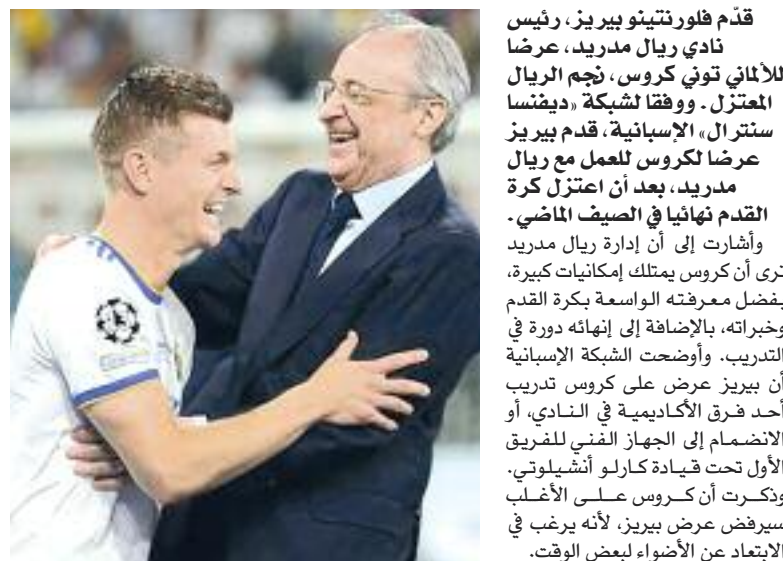 قدّم فلورنتينو بيريز، رئيس
نادي ريال مدريد، عرضا
للألماني توني كروس، نجم الريال
المعتزل. ووفقا لشبكة «ديفنسا
سنترال» الإسبانية، قدم بيريز
عرضا لكروس للعمل مع ريال
مدريد، بعد أن اعتزل كرة
القدم نهائيا في الصيف الماضي.
وأشارت إلى أن إدارة ريال مدريد
ترى أن كروس يمتلك إمكانيات كبيرة،
بفضل معرفته الواسعة بكرة القدم
وخبراته، بالإضافة إلى إنهائه دورة في
التدريب. وأوضحت الشبكة الإسبانية
أن بيريز عرض على كروس تدريب
أحد فرق الأكاديمية في النادي، أو
الانضمام إلى الجهاز الفني للفريق
الأول تحت قيادة كارلو أنشيلوتي.
وذكرت أن كروس على الأغلب
سيرفض عرض بيريز، لأنه يرغب في
الابتعاد عن الأضواء لبعض الوقت.